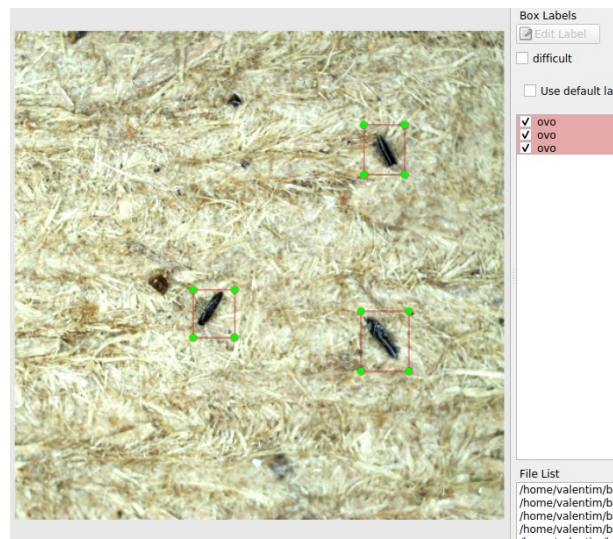 Box Labels
Edit Label
difficult
Use default la
ovo
ovo
ovo
File List
/home/valentim/b
/home/valentim/b
/home/valentim/b
/home/valentim/b